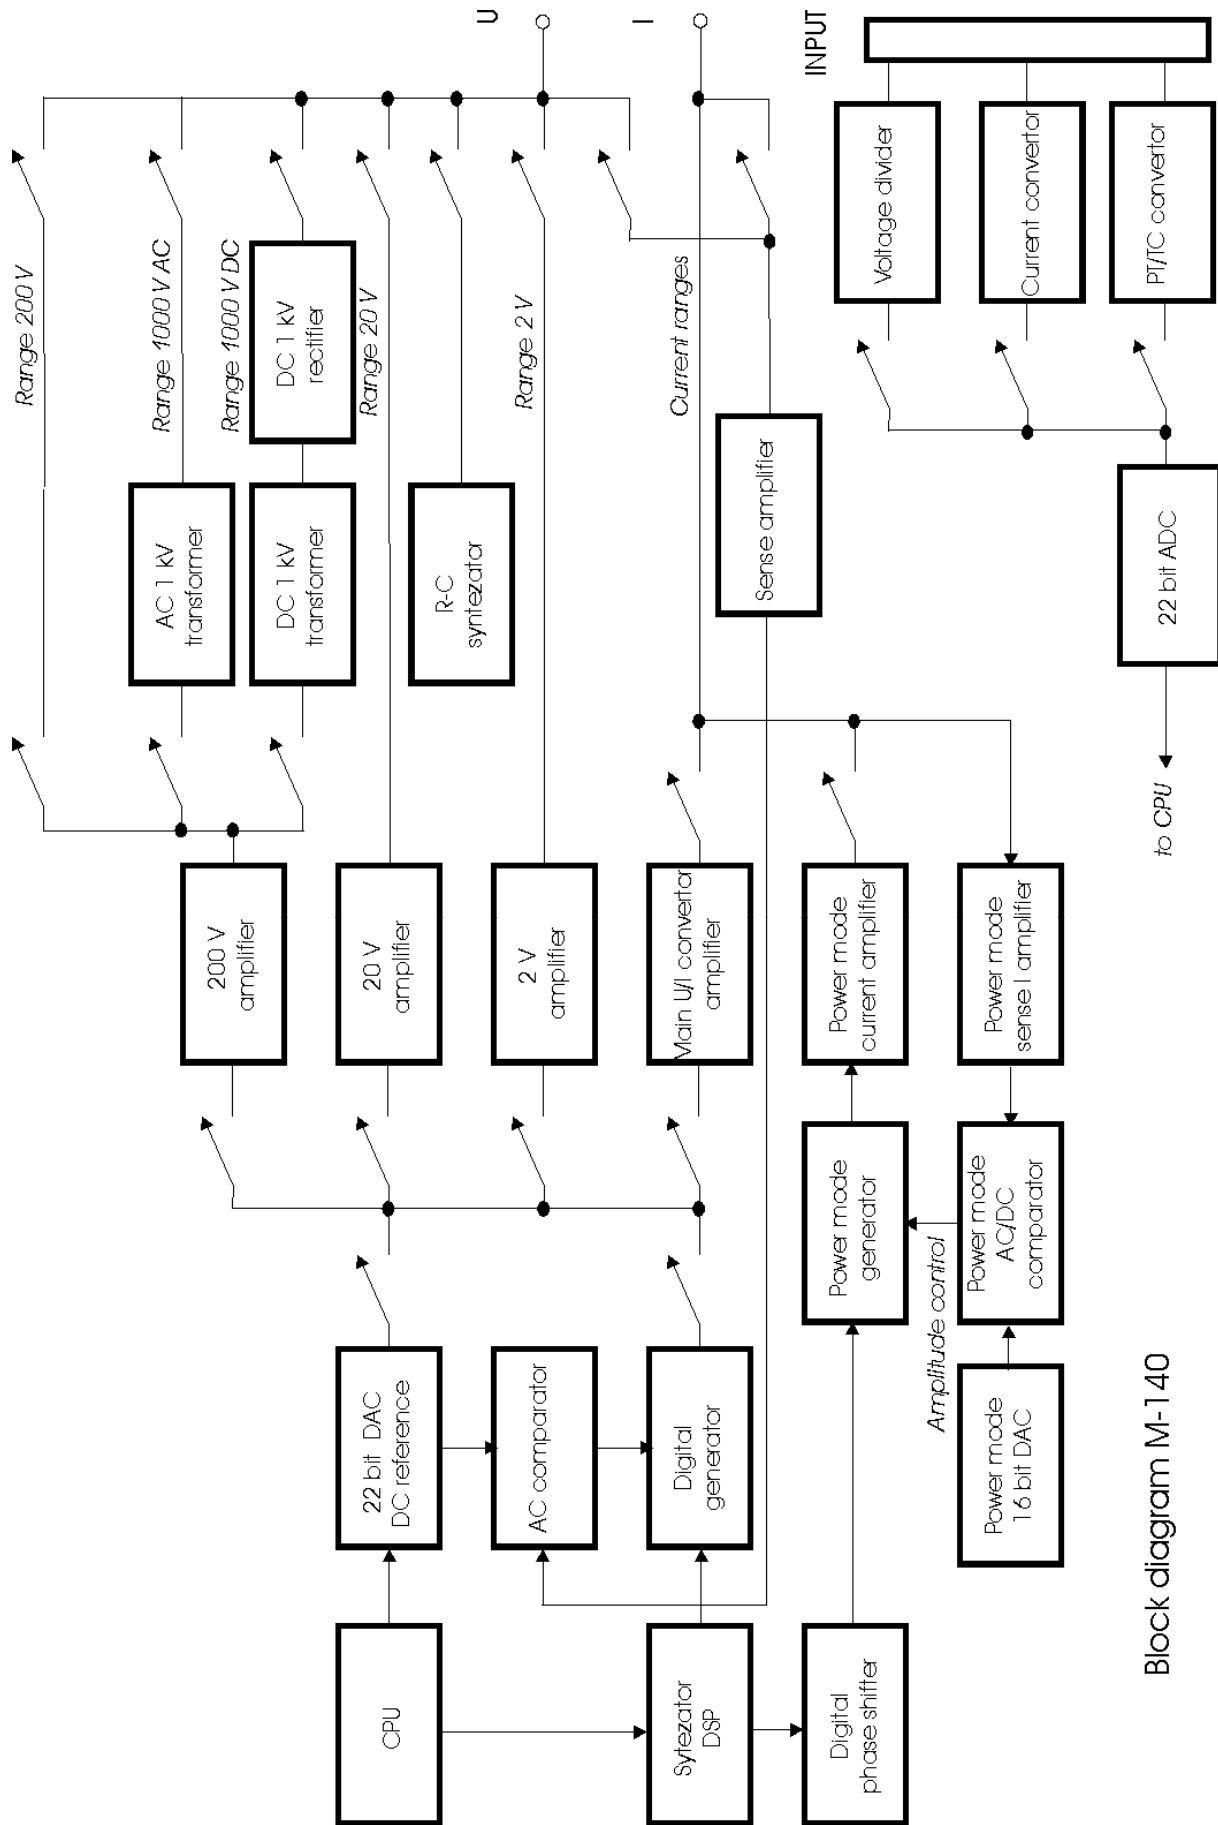 U
I
INPUT
Range 200 V
Range 1000 V AC
Range 1000 V DC
Range 20 V
Range 2 V
Current ranges
DC 1 kV
rectifier
Voltage divider
Current convertor
PT/TC convertor
AC 1 kV
transformer
DC 1 kV
transformer
R-C
syntezator
Sense amplifier
22 bit ADC
to CPU
200 V
amplifier
20 V
amplifier
2 V
amplifier
Main U/I convertor
amplifier
Power mode
current amplifier
Power mode
sense I amplifier
Power mode
generator
Power mode
AC/DC
comparator
Amplitude control
22 bit DAC
DC reference
AC comparator
Digital
generator
Power mode
16 bit DAC
CPU
Sytezator
DSP
Digital
phase shifter
Block diagram M-140